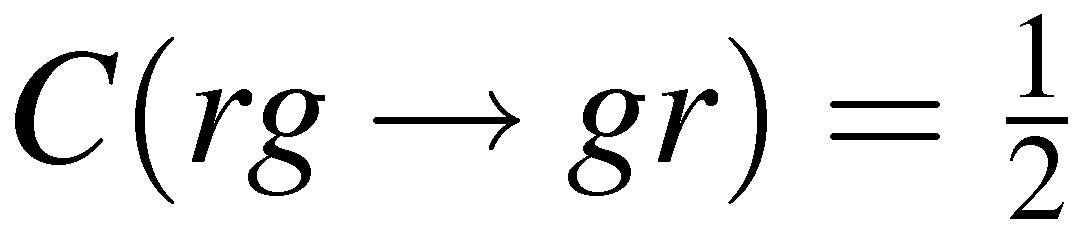 C(rg → gr) = 1/2